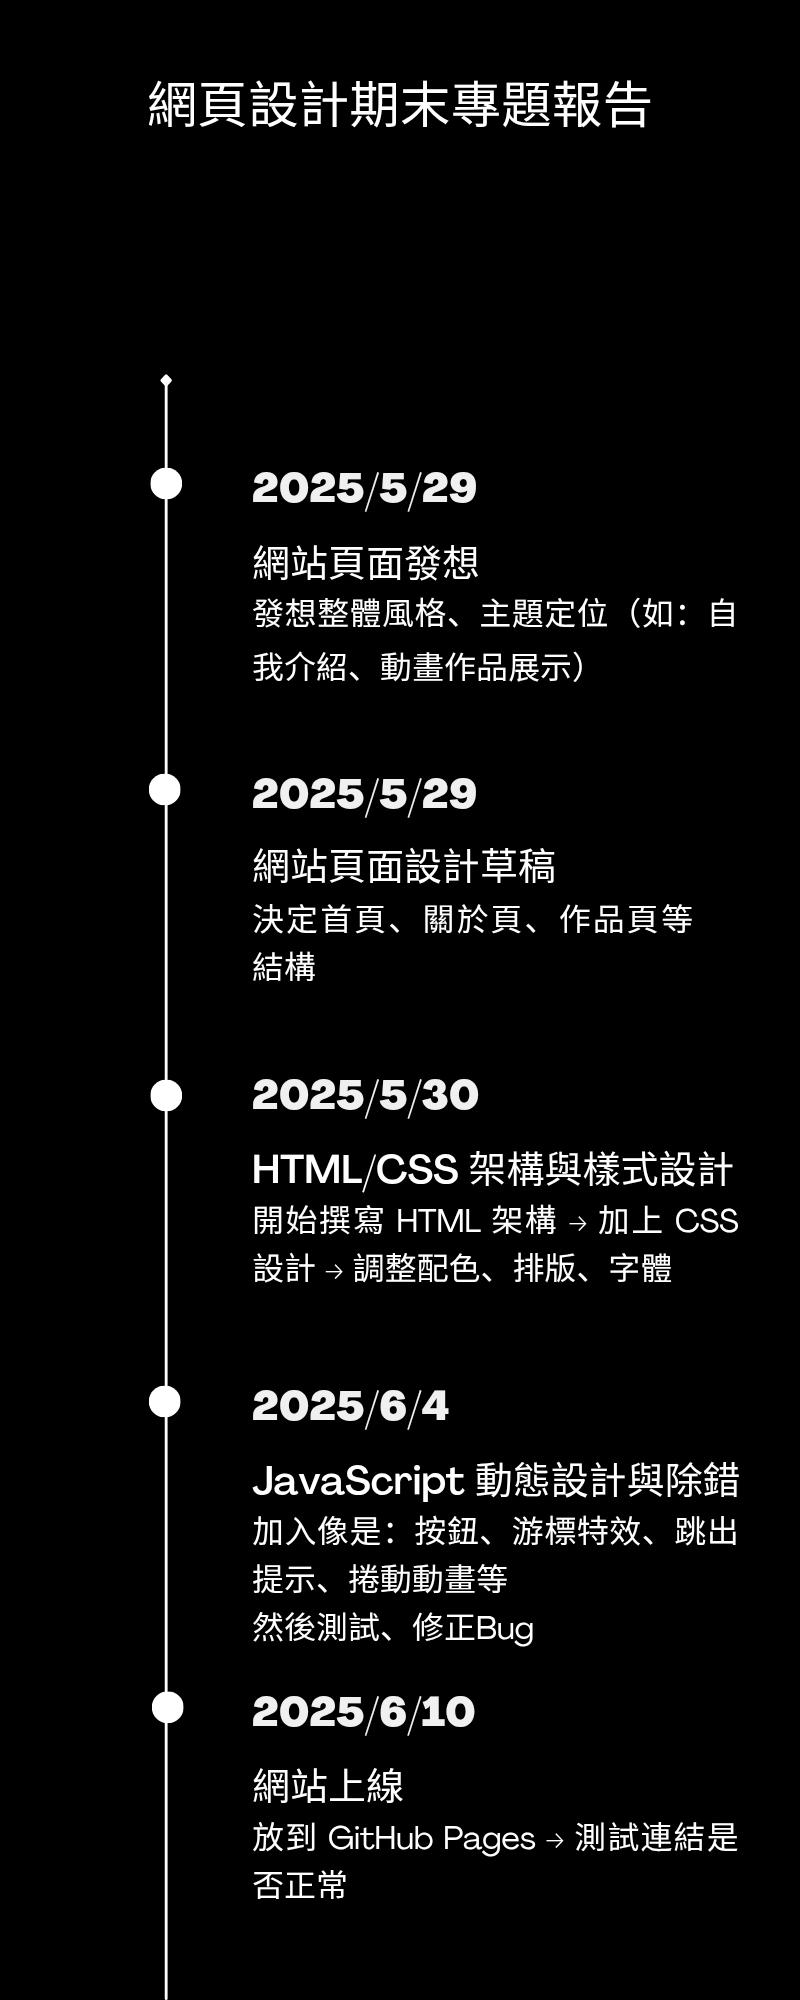 網頁設計期末專題報告
2025/5/29
網站頁面發想
發想整體風格、主題定位（如：自
我介紹、動畫作品展示）
2025/5/29
網站頁面設計草稿
決定首頁、關於頁、作品頁等
結構
2025/5/30
HTML/CSS 架構與樣式設計
開始撰寫 HTML 架構 → 加上 CSS
設計 → 調整配色、排版、字體
2025/6/4
JavaScript 動態設計與除錯
加入像是：按鈕、游標特效、跳出
提示、捲動動畫等
然後測試、修正Bug
2025/6/10
網站上線
放到 GitHub Pages → 測試連結是
否正常